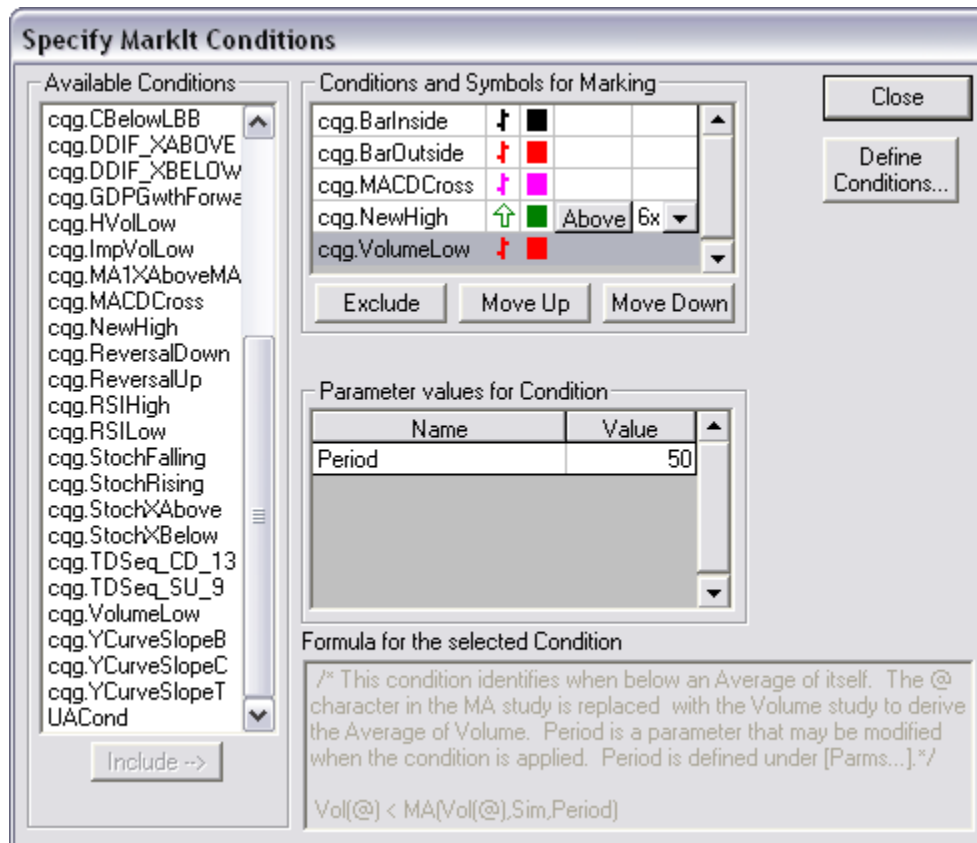 Specify MarkIt Conditions
Available Conditions
cqg.CBelowLBB
cqg.DDIF_XABOVE
cqg.DDIF_XBELOW
cqg.GDPGwthForwa
cqg.HVolLow
cqg.ImpVolLow
cqg.MA1XAboveMA
cqg.MACDCross
cqg.NewHigh
cqg.ReversalDown
cqg.ReversalUp
cqg.RSIHigh
cqg.RSILow
cqg.StochFalling
cqg.StochRising
cqg.StochXAbove
cqg.StochXBelow
cqg.TDSeq_CD_13
cqg.TDSeq_SU_9
cqg.VolumeLow
cqg.YCurveSlopeB
cqg.YCurveSlopeC
cqg.YCurveSlopeT
UACond
Include -->
Conditions and Symbols for Marking
cqg.BarInside
cqg.BarOutside
cqg.MACDCross
cqg.NewHigh Above 6x
cqg.VolumeLow
Exclude Move Up Move Down
Close
Define
Conditions...
Parameter values for Condition
Name Value
Period 50
Formula for the selected Condition
/* This condition identifies when below an Average of itself.  The @
character in the MA study is replaced  with the Volume study to derive
the Average of Volume.  Period is a parameter that may be modified
when the condition is applied.  Period is defined under [Parms...].*/
Vol(@) < MA(Vol(@),Sim,Period)